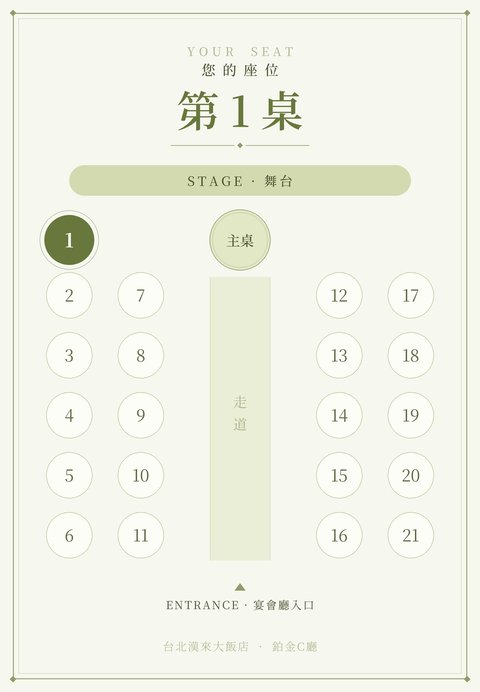 YOUR SEAT
您的座位
第1桌
STAGE · 舞台
1 主桌
2 7 12 17
3 8 13 18
走
4 9 14 19
道
5 10 15 20
6 11 16 21
ENTRANCE · 宴會廳入口
台北漢來大飯店 · 鉑金C廳